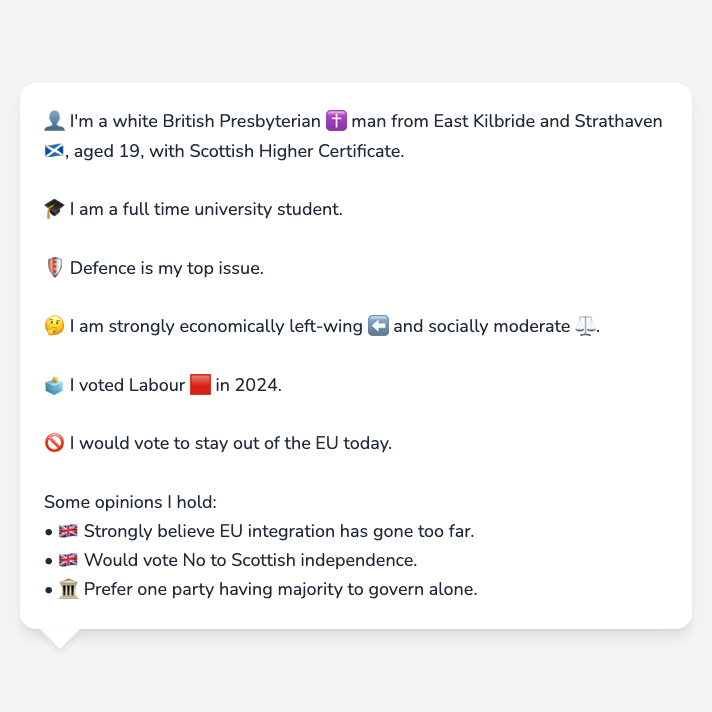 👤 I'm a white British Presbyterian ✝️ man from East Kilbride and Strathaven
🏴󠁧󠁢󠁳󠁣󠁴󠁿, aged 19, with Scottish Higher Certificate.
🎓 I am a full time university student.
🛡️ Defence is my top issue.
🤔 I am strongly economically left-wing ⬅️ and socially moderate ⚖️.
🗳️ I voted Labour 🟥 in 2024.
🚫 I would vote to stay out of the EU today.
Some opinions I hold:
• 🇬🇧 Strongly believe EU integration has gone too far.
• 🇬🇧 Would vote No to Scottish independence.
• 🏛️ Prefer one party having majority to govern alone.